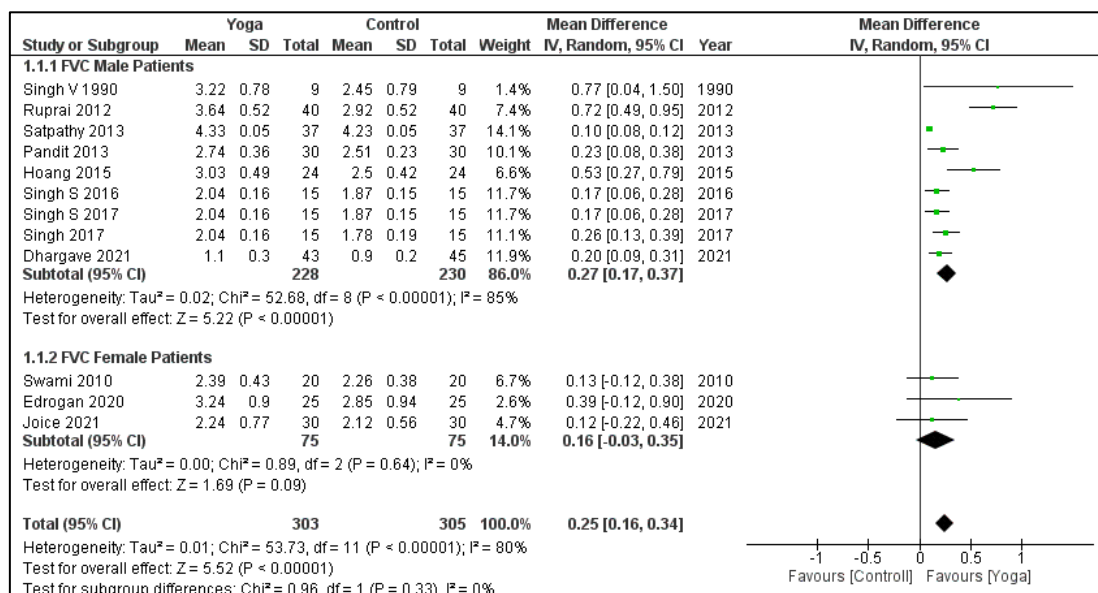 Yoga Control Mean Difference Mean Difference
Study or Subgroup Mean SD Total Mean SD Total Weight IV, Random, 95% CI Year IV, Random, 95% CI
1.1.1 FVC Male Patients
Singh V 1990 3.22 0.78 9 2.45 0.79 9 1.4% 0.77 [0.04, 1.50] 1990
Ruprai 2012 3.64 0.52 40 2.92 0.52 40 7.4% 0.72 [0.49, 0.95] 2012
Satpathy 2013 4.33 0.05 37 4.23 0.05 37 14.1% 0.10 [0.08, 0.12] 2013
Pandit 2013 2.74 0.36 30 2.51 0.23 30 10.1% 0.23 [0.08, 0.38] 2013
Hoang 2015 3.03 0.49 24 2.5 0.42 24 6.6% 0.53 [0.27, 0.79] 2015
Singh S 2016 2.04 0.16 15 1.87 0.15 15 11.7% 0.17 [0.06, 0.28] 2016
Singh S 2017 2.04 0.16 15 1.87 0.15 15 11.7% 0.17 [0.06, 0.28] 2017
Singh 2017 2.04 0.16 15 1.78 0.19 15 11.1% 0.26 [0.13, 0.39] 2017
Dhargave 2021 1.1 0.3 43 0.9 0.2 45 11.9% 0.20 [0.09, 0.31] 2021
Subtotal (95% CI) 228 230 86.0% 0.27 [0.17, 0.37]
Heterogeneity: Tau² = 0.02; Chi² = 52.68, df = 8 (P < 0.00001); I² = 85%
Test for overall effect: Z = 5.22 (P < 0.00001)
1.1.2 FVC Female Patients
Swami 2010 2.39 0.43 20 2.26 0.38 20 6.7% 0.13 [-0.12, 0.38] 2010
Edrogan 2020 3.24 0.9 25 2.85 0.94 25 2.6% 0.39 [-0.12, 0.90] 2020
Joice 2021 2.24 0.77 30 2.12 0.56 30 4.7% 0.12 [-0.22, 0.46] 2021
Subtotal (95% CI) 75 75 14.0% 0.16 [-0.03, 0.35]
Heterogeneity: Tau² = 0.00; Chi² = 0.89, df = 2 (P = 0.64); I² = 0%
Test for overall effect: Z = 1.69 (P = 0.09)
Total (95% CI) 303 305 100.0% 0.25 [0.16, 0.34]
Heterogeneity: Tau² = 0.01; Chi² = 53.73, df = 11 (P < 0.00001); I² = 80%
Test for overall effect: Z = 5.52 (P < 0.00001)
Test for subgroup differences: Chi² = 0.96, df = 1 (P = 0.33), I² = 0%
-1 -0.5 0 0.5 1
Favours [Controll] Favours [Yoga]